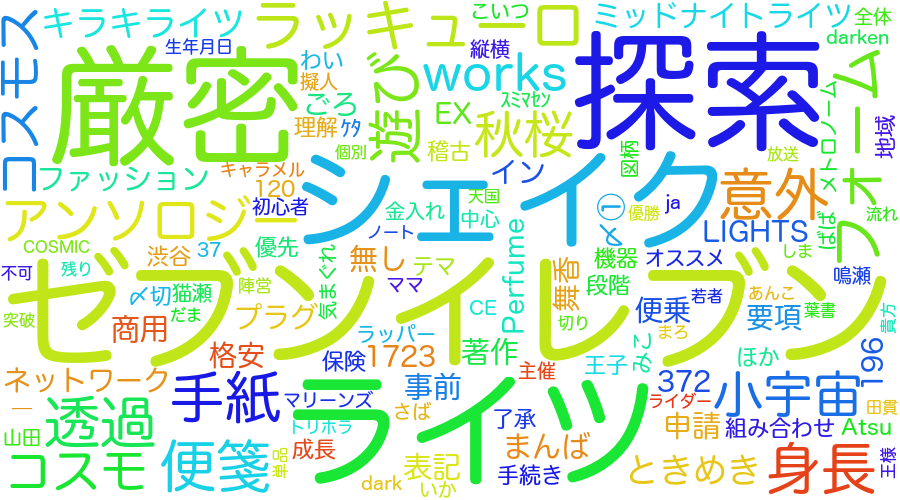 キラキライツ
ラッキューロ
こいつ
ミッドナイトライツ
全体
生年月日
縦横
darken
コスモス
厳密
わい
擬人
works
探索
ごろ
遊び
ｽﾐﾏｾﾝ
EX
理解
ｹﾀ
秋桜
メトロノーム
フォーム
地域
稽古
図柄
個別
放送
ファッション
キャラメル
イン
120
天国
ja
意外
アンソロジー
初心者
シェイク
金入れ
中心
〆①
優勝
流れ
ノート
LIGHTS
ばば
COSMIC
渋谷
37
優先
Perfume
機器
オススメ
しま
不可
残り
気まぐれ
無し
テマ
舞香
鳴瀬
ゼブンイレブン
〆切
猫瀬
陣営
ママ
段階
若者
あんこ
突破
だま
プラグ
CE
切り
便乗
要項
葉書
貴方
商用
ラッパー
まろ
格安
保険
1723
著作
王子
みこ
ほか
196
ネットワーク
手紙
マリーンズ
事前
主催
372
小宇宙
ー
透過
ライツ
さば
了承
ライダー
田貫
山田
トリホラ
まんば
申請
組み合わせ
Atsu
コスモ
便箋
単品
成長
表記
手続き
ときめき
身長
王様
dark
いか